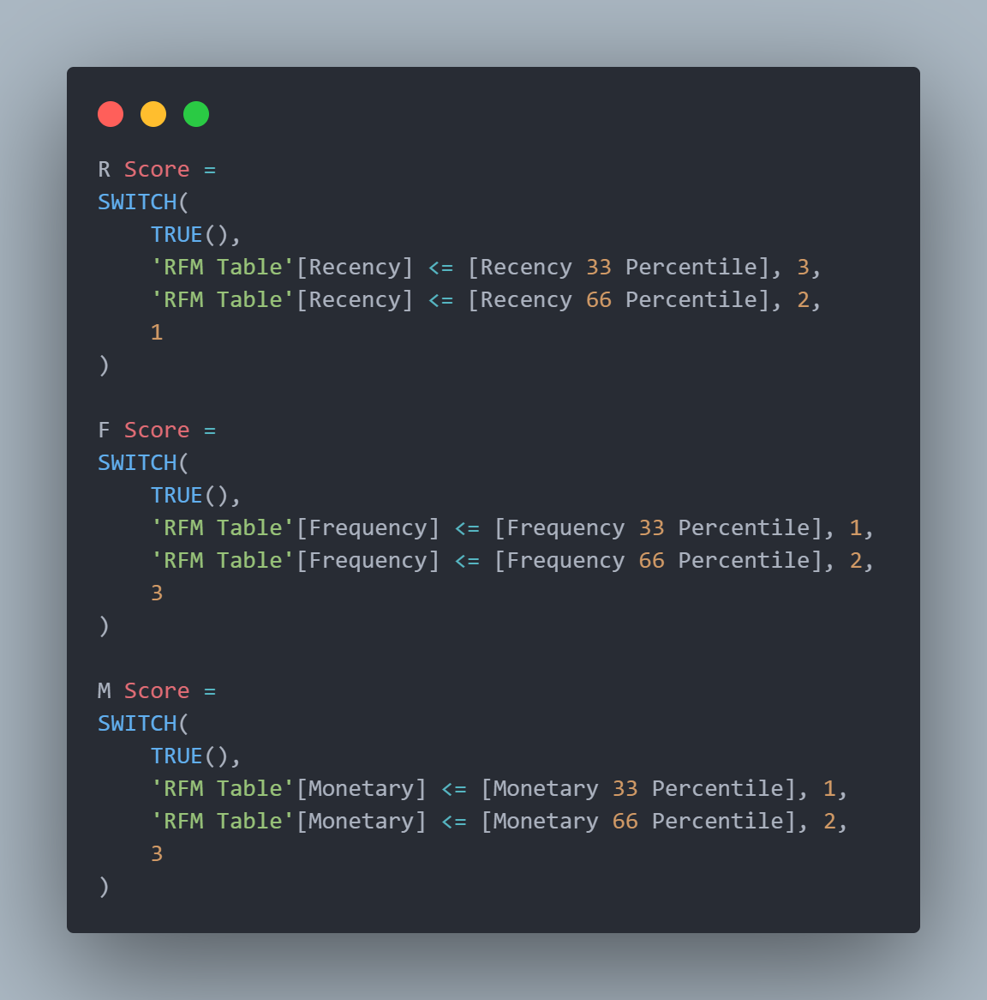 R Score =
SWITCH(
    TRUE(),
    'RFM Table'[Recency] <= [Recency 33 Percentile], 3,
    'RFM Table'[Recency] <= [Recency 66 Percentile], 2,
    1
)

F Score =
SWITCH(
    TRUE(),
    'RFM Table'[Frequency] <= [Frequency 33 Percentile], 1,
    'RFM Table'[Frequency] <= [Frequency 66 Percentile], 2,
    3
)

M Score =
SWITCH(
    TRUE(),
    'RFM Table'[Monetary] <= [Monetary 33 Percentile], 1,
    'RFM Table'[Monetary] <= [Monetary 66 Percentile], 2,
    3
)